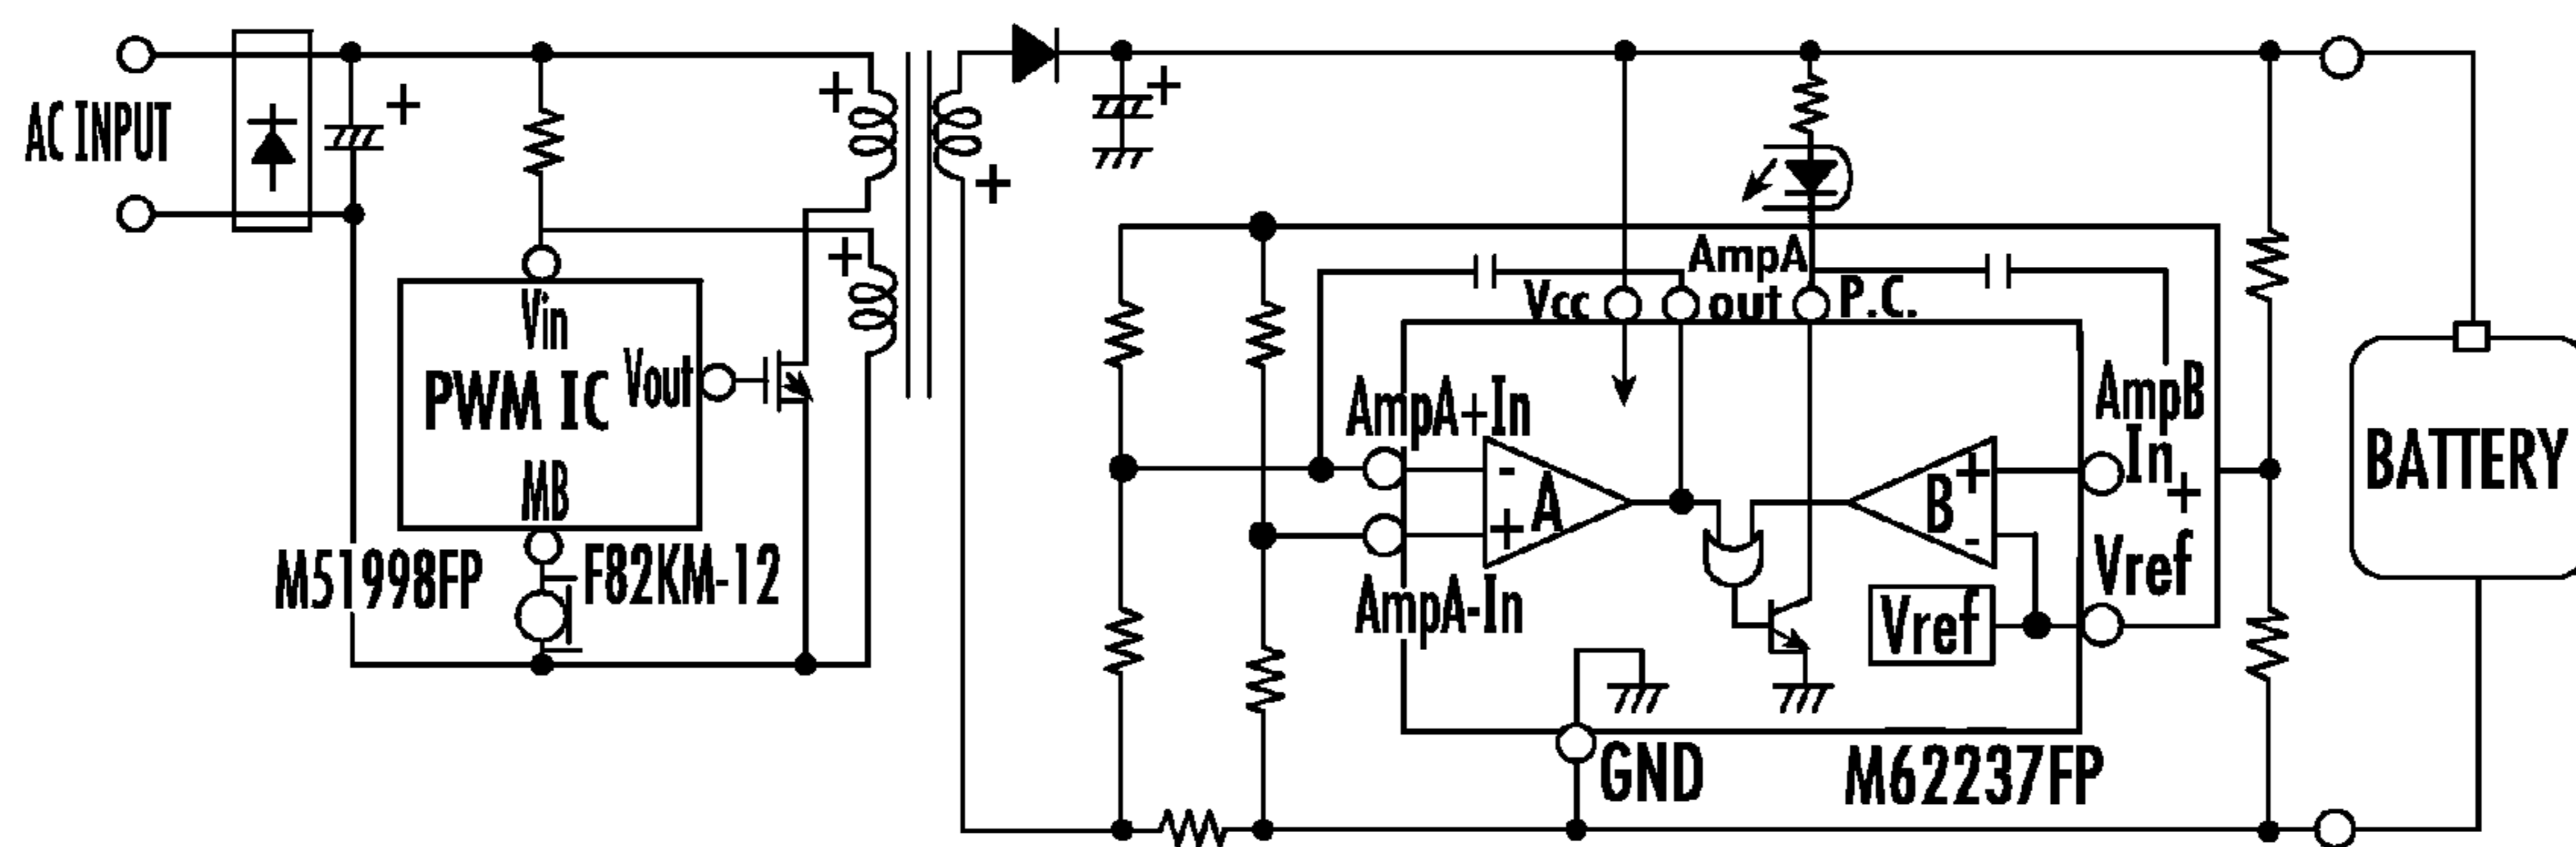 AC INPUT
+
+
+
+
+
Vin
Vout
PWM IC
MB
M51998FP
F82KM-12
Vcc
AmpA
out
P.C.
AmpA+In
AmpA-In
-
A
+
+
B
-
AmpB
In
+
Vref
Vref
GND
M62237FP
BATTERY